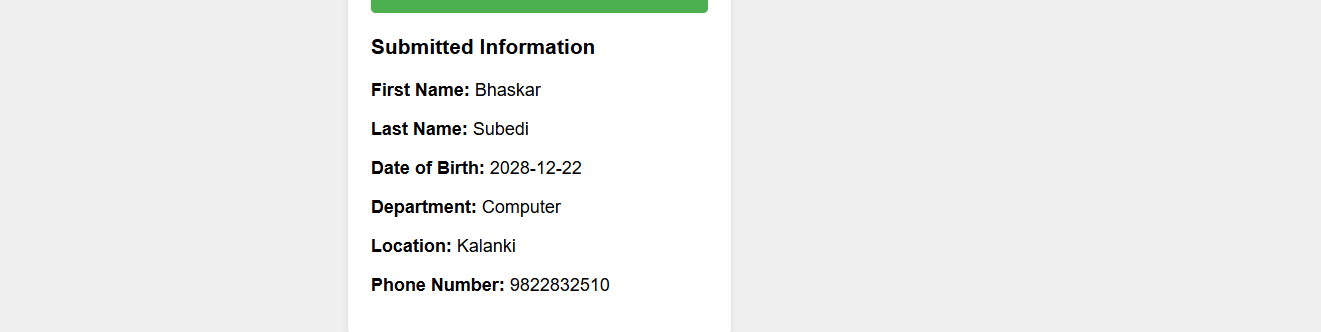 Submitted Information
First Name: Bhaskar
Last Name: Subedi
Date of Birth: 2028-12-22
Department: Computer
Location: Kalanki
Phone Number: 9822832510